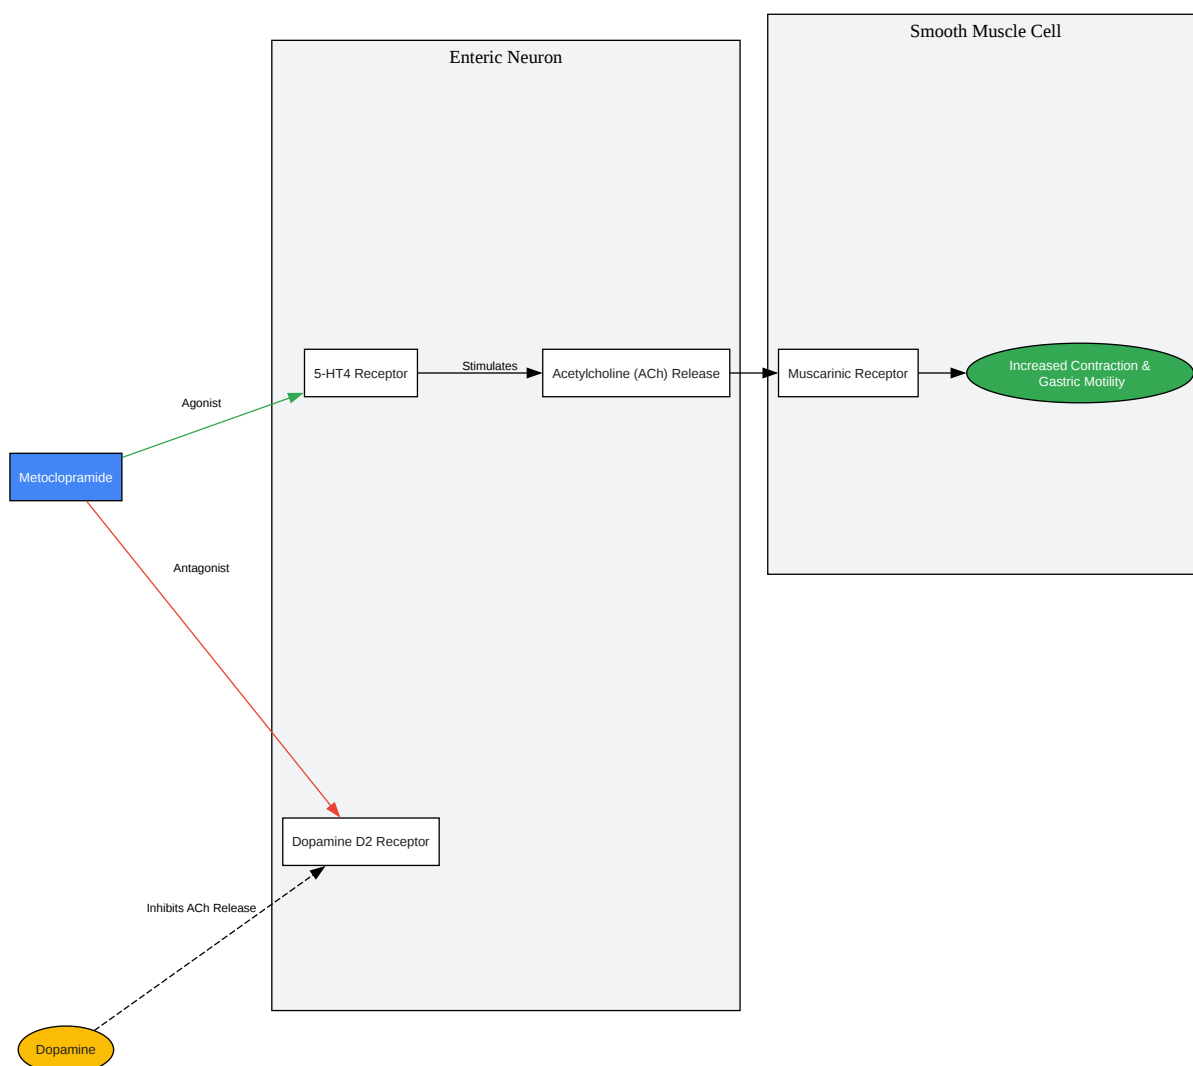 Smooth Muscle Cell
Enteric Neuron
5-HT4 Receptor
Stimulates
Acetylcholine (ACh) Release
Muscarinic Receptor
Increased Contraction &
Gastric Motility
Agonist
Metoclopramide
Antagonist
Dopamine D2 Receptor
Inhibits ACh Release
Dopamine